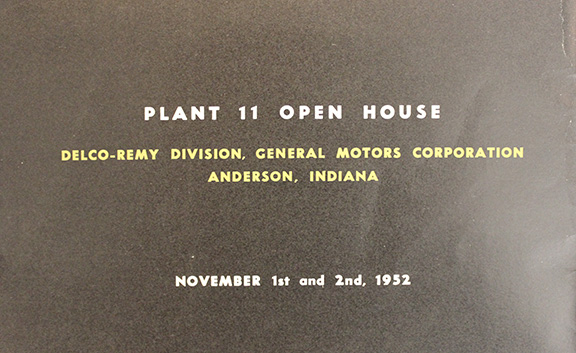 PLANT 11 OPEN HOUSE
DELCO-REMY DIVISION, GENERAL MOTORS CORPORATION
ANDERSON, INDIANA
NOVEMBER 1st and 2nd, 1952